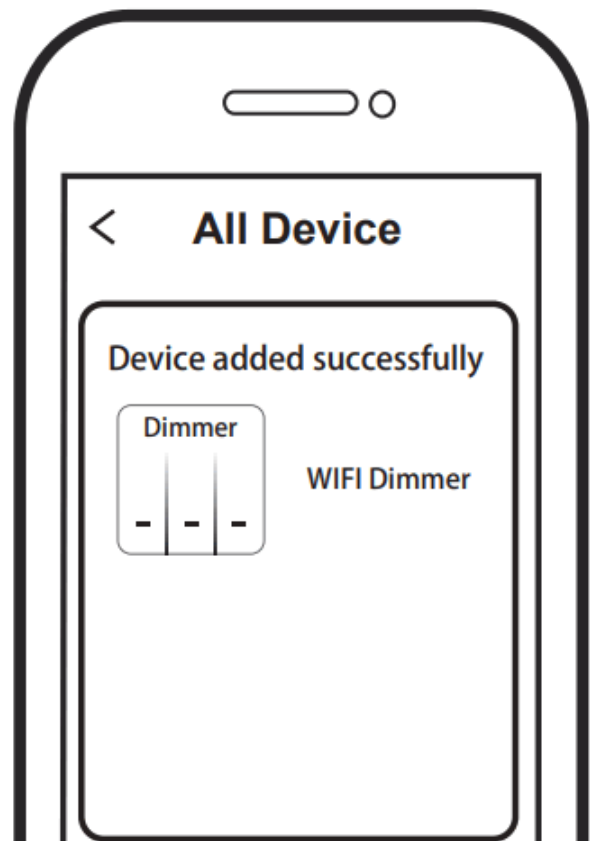 All Device
Device added successfully
Dimmer
WIFI Dimmer
- - -